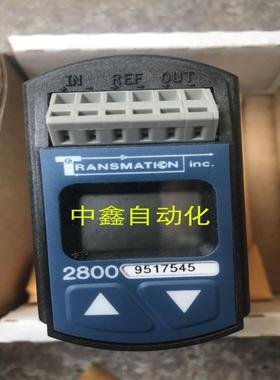 IN REF OUT
TRANSMATION inc.
中鑫自动化
2800
9517545